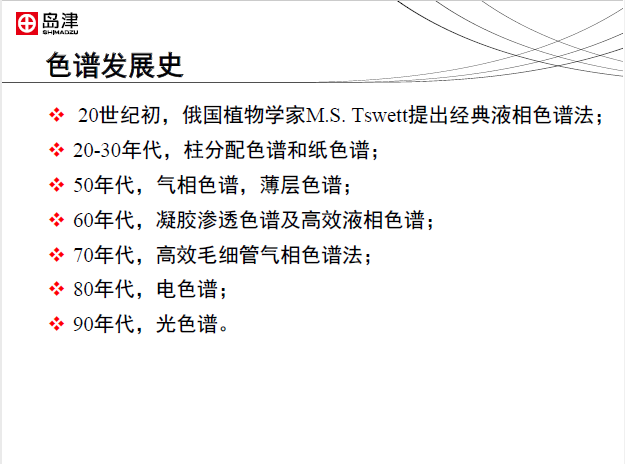 岛津
SHIMADZU
色谱发展史
20世纪初，俄国植物学家M.S. Tswett提出经典液相色谱法；
20-30年代，柱分配色谱和纸色谱；
50年代，气相色谱，薄层色谱；
60年代，凝胶渗透色谱及高效液相色谱；
70年代，高效毛细管气相色谱法；
80年代，电色谱；
90年代，光色谱。